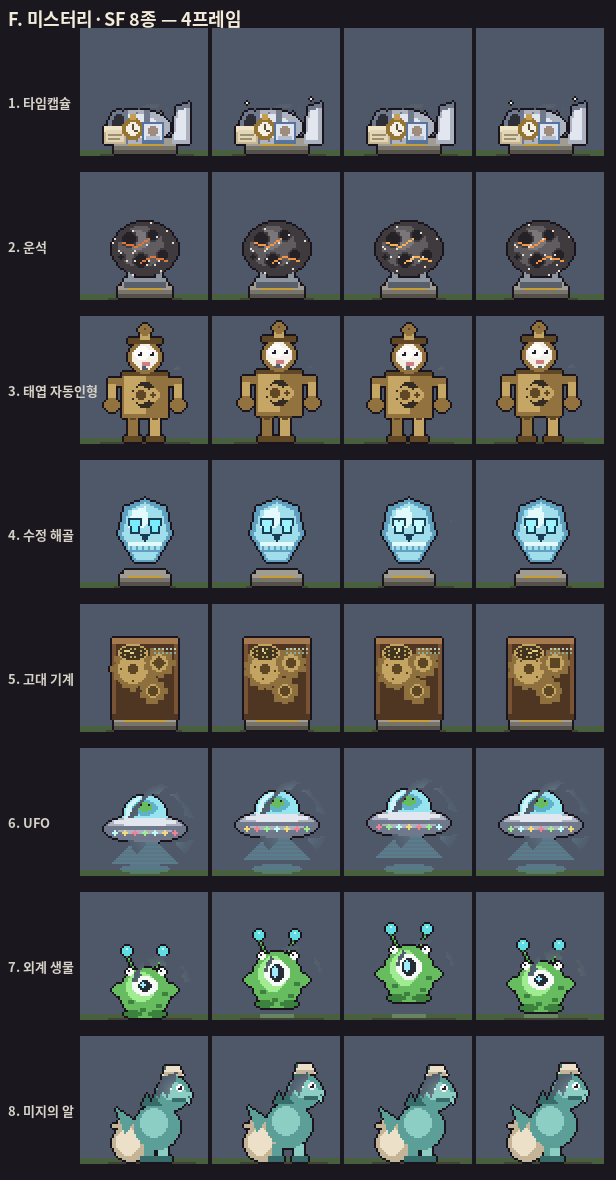 F. 미스터리·SF 8종 — 4프레임
1. 타임캡슐
2. 운석
3. 태엽 자동인형
4. 수정 해골
5. 고대 기계
6. UFO
7. 외계 생물
8. 미지의 알